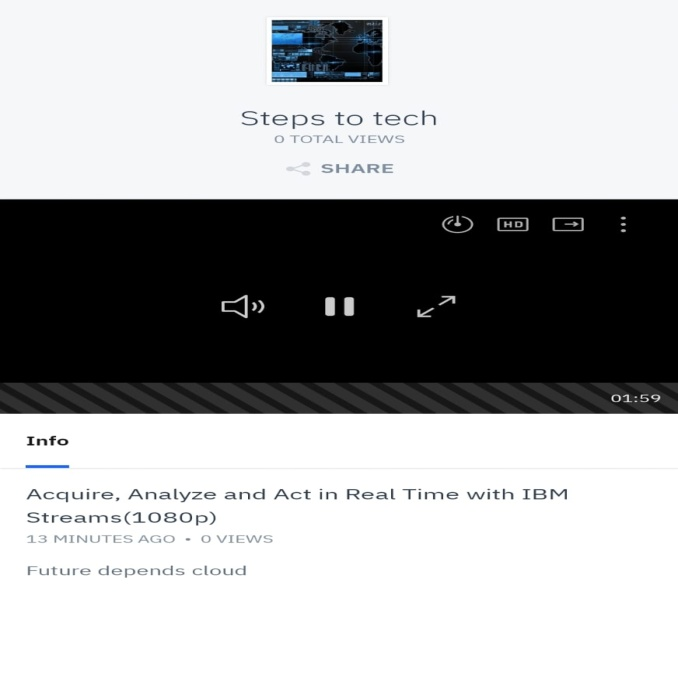 Steps to tech
0 TOTAL VIEWS
SHARE
HD
01:59
Info
Acquire, Analyze and Act in Real Time with IBM
Streams(1080p)
13 MINUTES AGO • 0 VIEWS
Future depends cloud